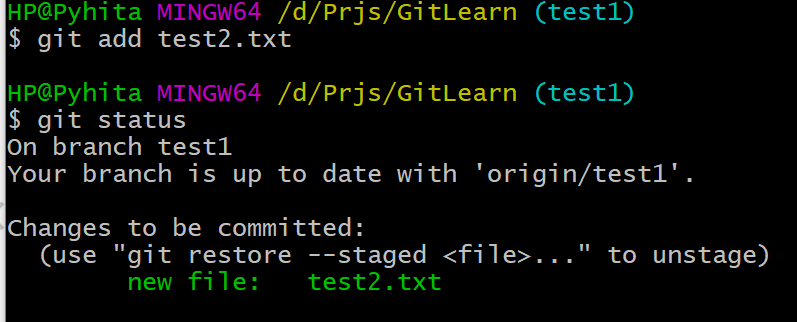 HP@Pyhita MINGW64 /d/Prjs/GitLearn (test1)
$ git add test2.txt
HP@Pyhita MINGW64 /d/Prjs/GitLearn (test1)
$ git status
On branch test1
Your branch is up to date with 'origin/test1'.
Changes to be committed:
  (use "git restore --staged <file>..." to unstage)
        new file:   test2.txt